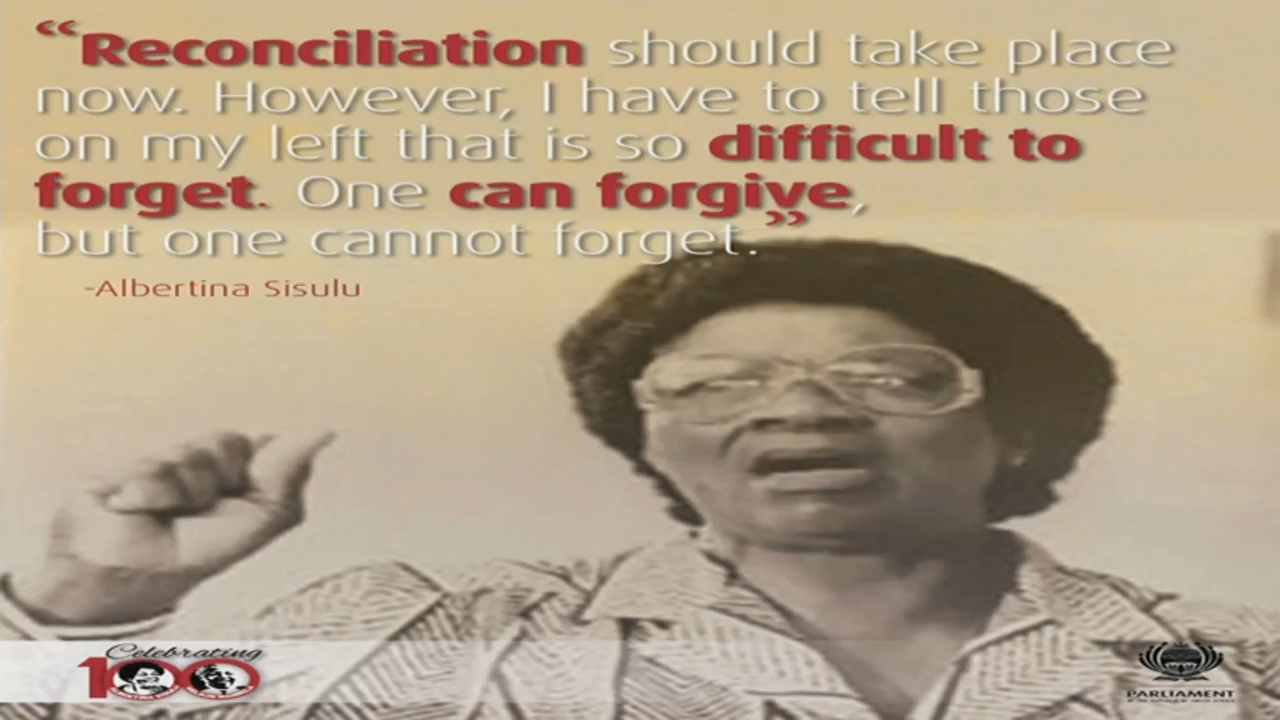 “Reconciliation should take place
now. However, I have to tell those
on my left that is so difficult to
forget. One can forgive,
but one cannot forget.”
-Albertina Sisulu
Celebrating
100
PARLIAMENT